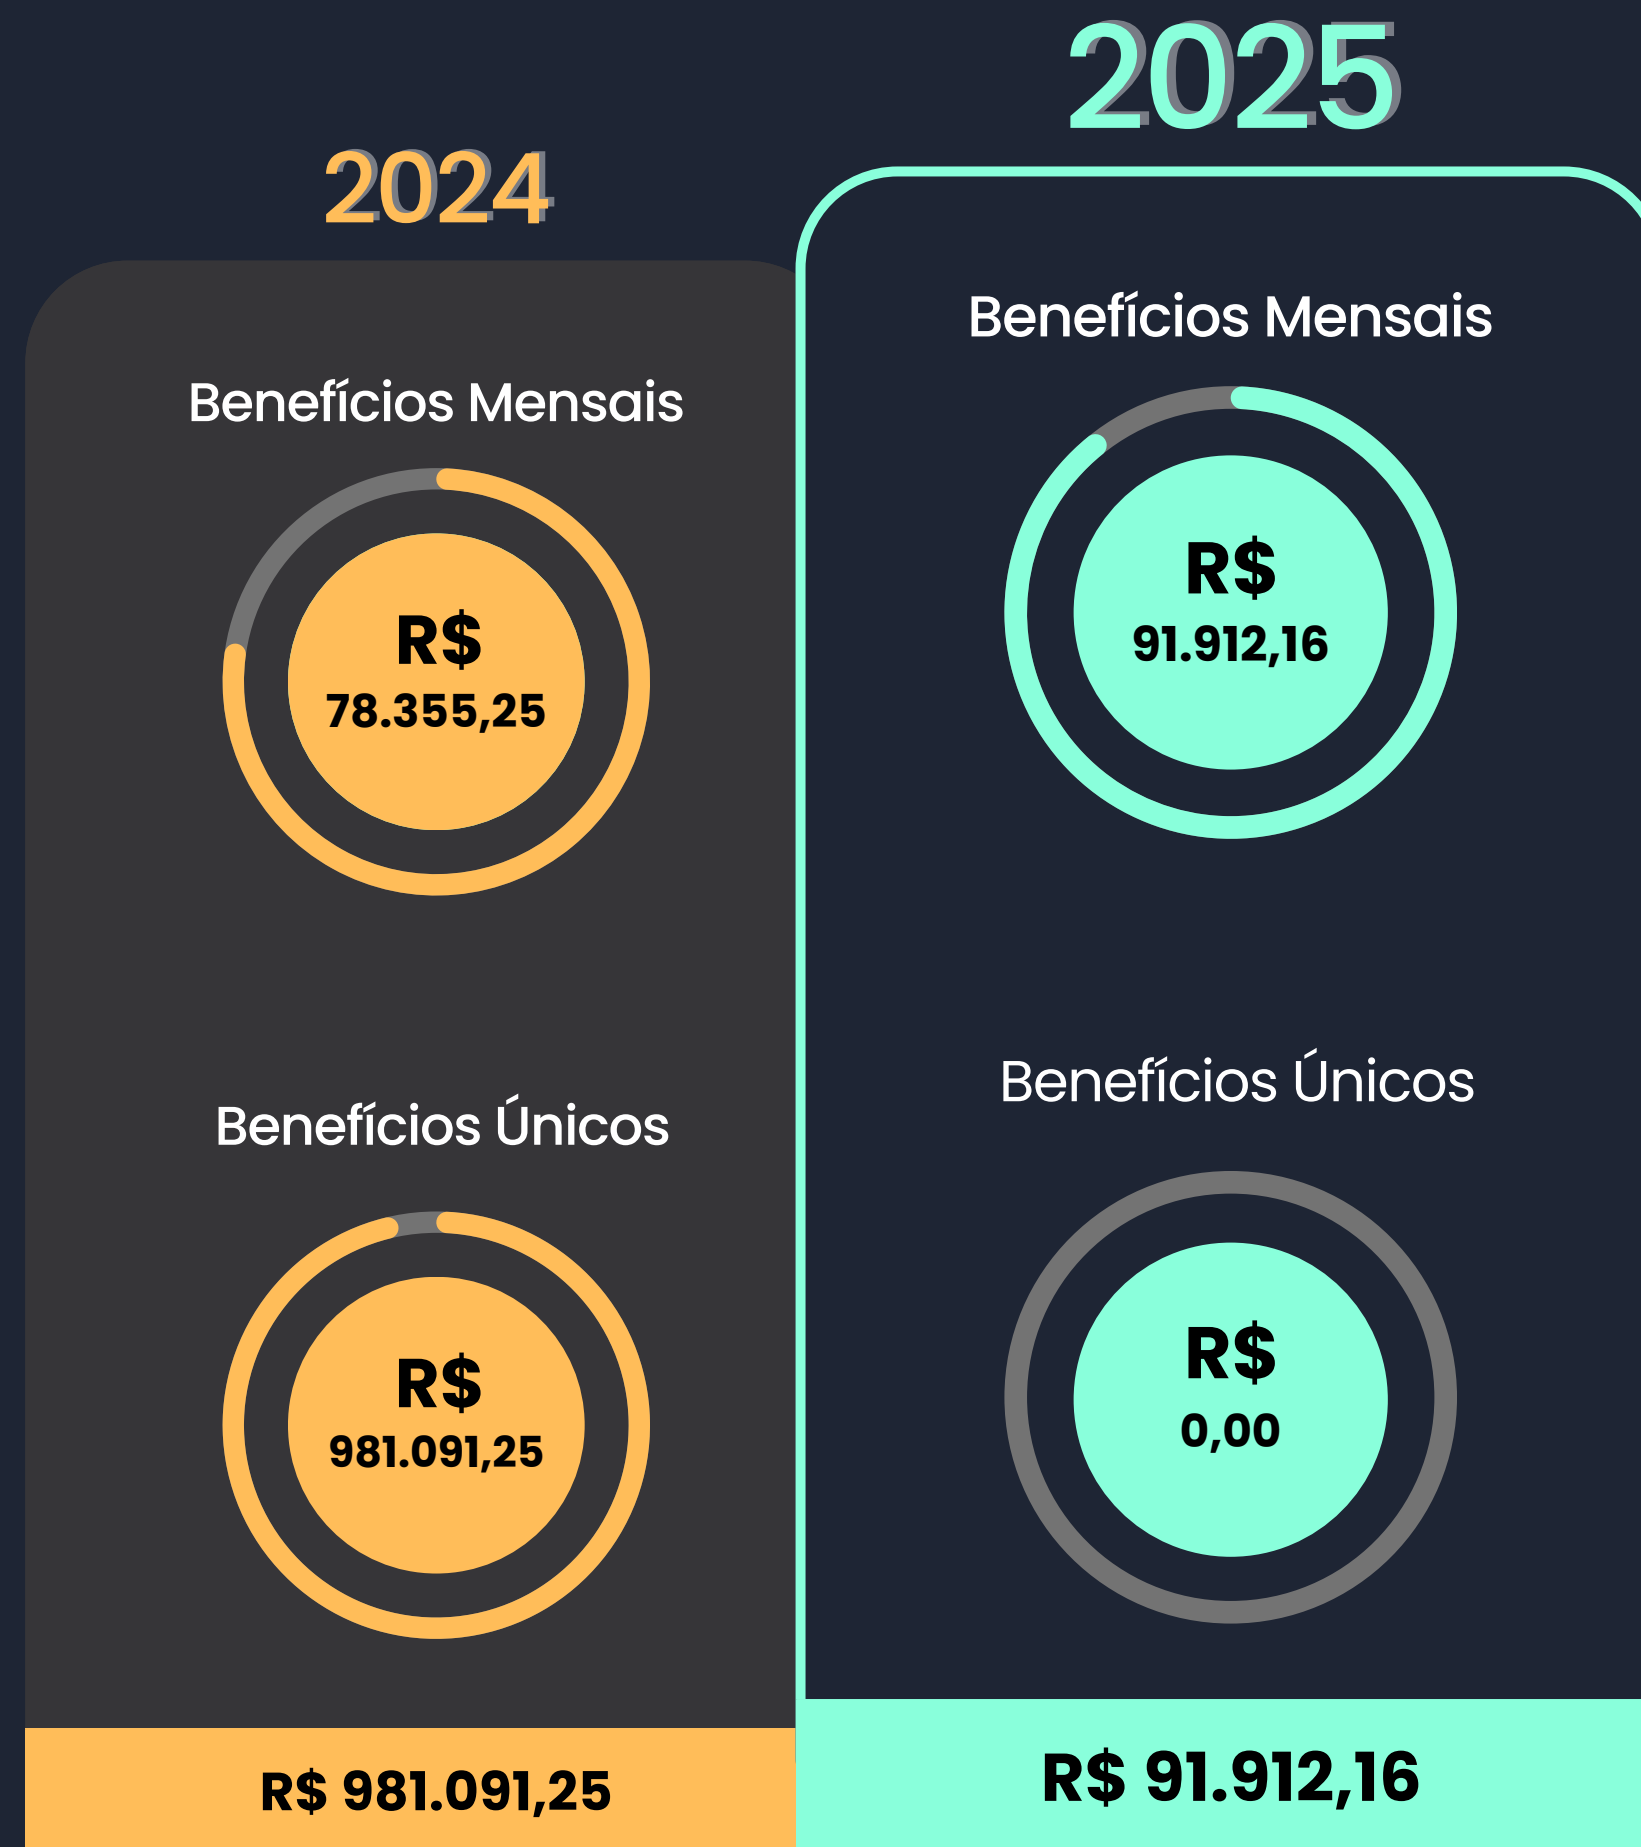 2024
Benefícios Mensais
R$
78.355,25
Benefícios Únicos
R$
981.091,25
R$ 981.091,25
2025
Benefícios Mensais
R$
91.912,16
Benefícios Únicos
R$
0,00
R$ 91.912,16